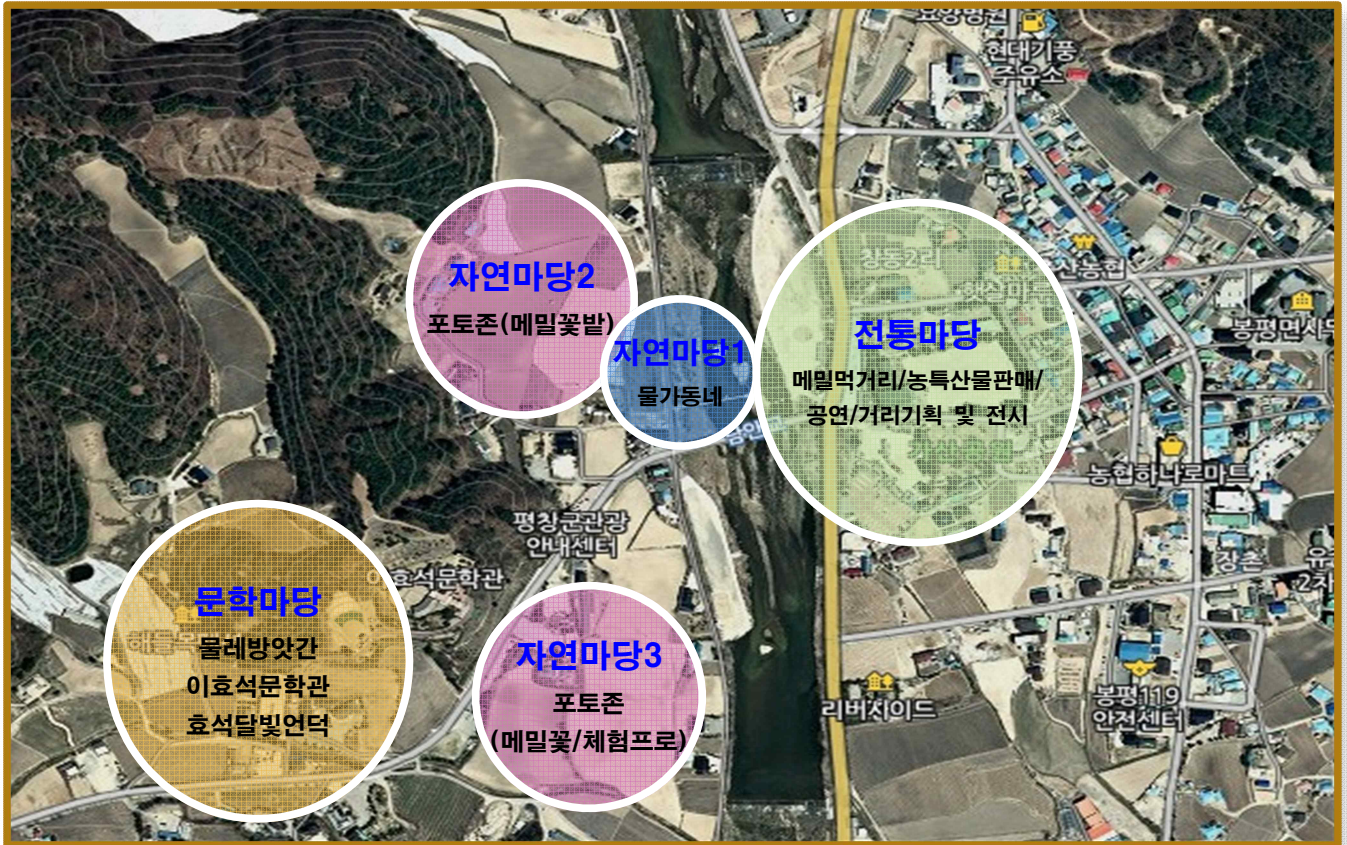 요양병원
현대기풍
주유소
자연마당2
포토존(메밀꽃밭)
자연마당1
물가동네
창동2리
전통마당
메밀먹거리/농특산물판매/
공연/거리기획 및 전시
봉평면사무
농협하나로마트
평창군관광
안내센터
효석문학관
장촌
문학마당
물레방앗간
이효석문학관
효석달빛언덕
자연마당3
포토존
(메밀꽃/체험프로)
리버사이드
봉평119
안전센터